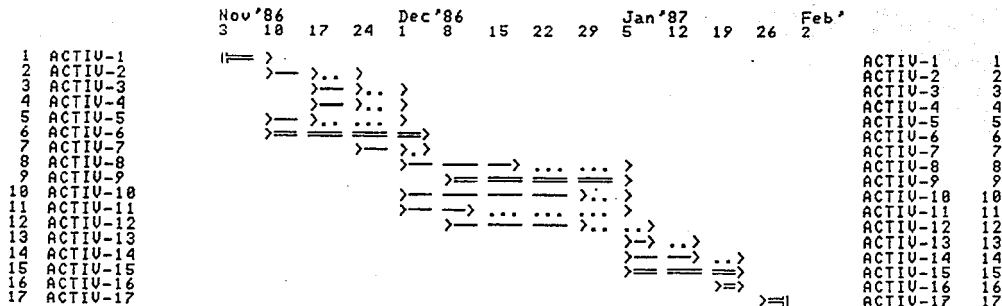 Nov'86 Dec'86 Jan'87 Feb'
3 10 17 24 1 8 15 22 29 5 12 19 26 2
1 ACTIV-1 ACTIV-1 1
2 ACTIV-2 ACTIV-2 2
3 ACTIV-3 ACTIV-3 3
4 ACTIV-4 ACTIV-4 4
5 ACTIV-5 ACTIV-5 5
6 ACTIV-6 ACTIV-6 6
7 ACTIV-7 ACTIV-7 7
8 ACTIV-8 ACTIV-8 8
9 ACTIV-9 ACTIV-9 9
10 ACTIV-10 ACTIV-10 10
11 ACTIV-11 ACTIV-11 11
12 ACTIV-12 ACTIV-12 12
13 ACTIV-13 ACTIV-13 13
14 ACTIV-14 ACTIV-14 14
15 ACTIV-15 ACTIV-15 15
16 ACTIV-16 ACTIV-16 16
17 ACTIV-17 ACTIV-17 17